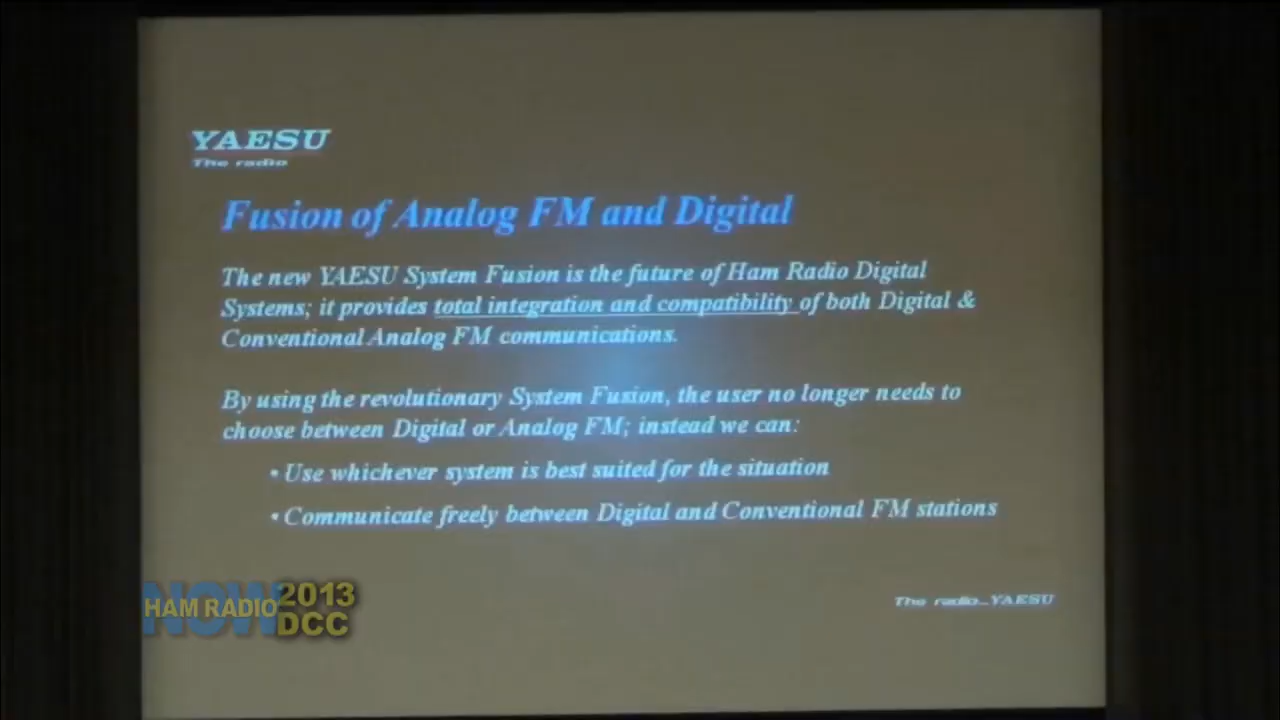 YAESU
The radio
Fusion of Analog FM and Digital
The new YAESU System Fusion is the future of Ham Radio Digital
Systems; it provides total integration and compatibility of both Digital &
Conventional Analog FM communications.
By using the revolutionary System Fusion, the user no longer needs to
choose between Digital or Analog FM; instead we can:
• Use whichever system is best suited for the situation
• Communicate freely between Digital and Conventional FM stations
NOW
HAM RADIO
2013
DCC
The radio...YAESU